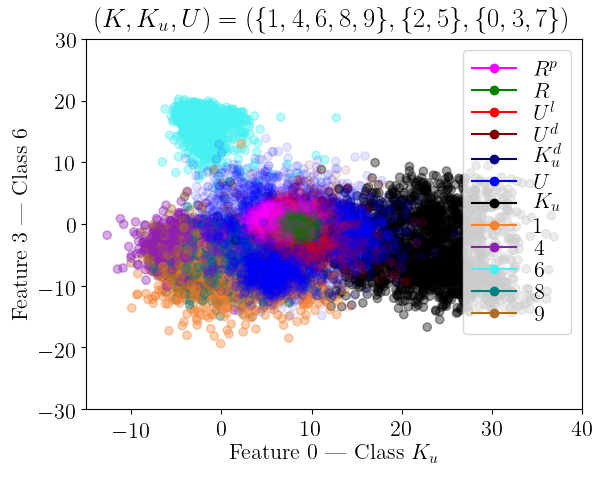 (K, K_u, U) = ({1, 4, 6, 8, 9}, {2, 5}, {0, 3, 7})
30
20
10
0
−10
−20
−30
Feature 3 — Class 6
−10 0 10 20 30 40
Feature 0 — Class K_u
R^p
R
U^l
U^d
K_u^d
U
K_u
1
4
6
8
9